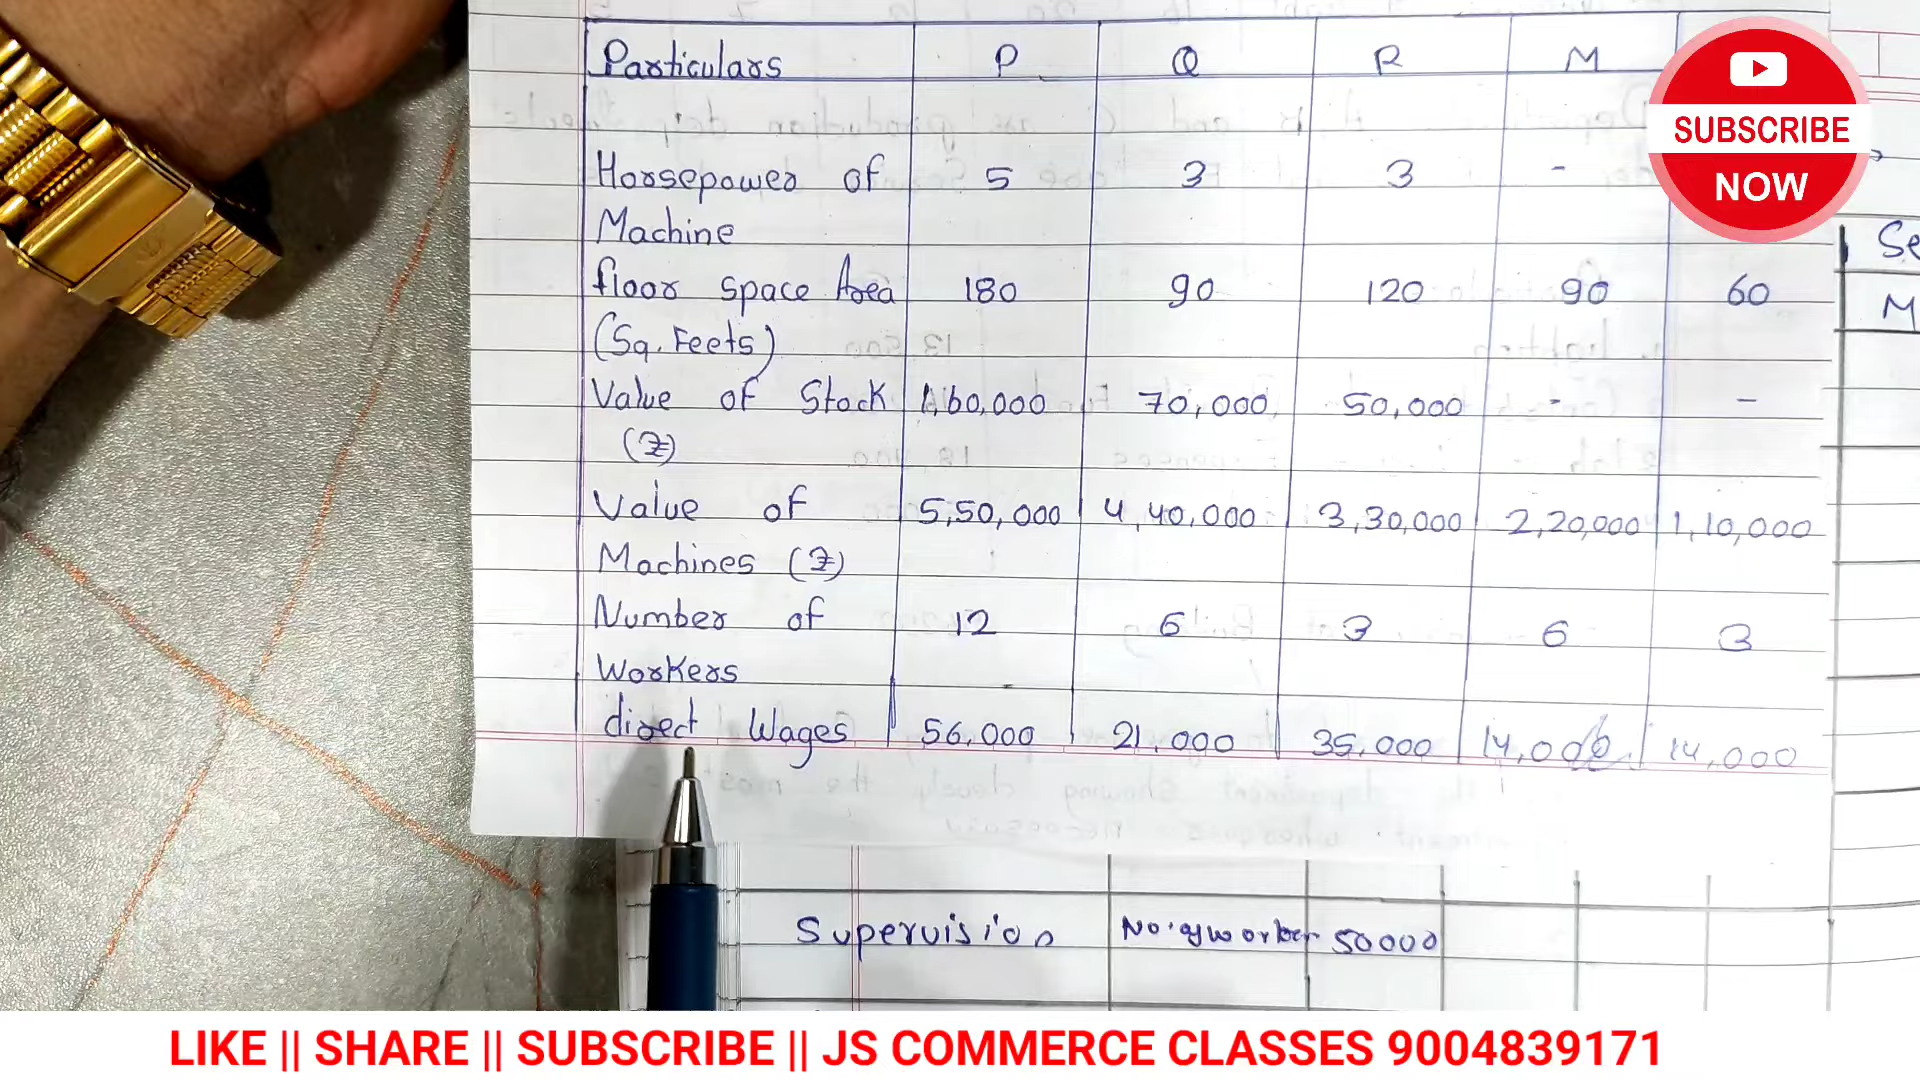 Particulars P Q R M
Horsepower of 5 3 3 -
Machine
floor space Area 180 90 120 90 60
(Sq. Feets)
Value of Stock 1,60,000 70,000 50,000 - -
(₹)
Value of 5,50,000 4,40,000 3,30,000 2,20,000 1,10,000
Machines (₹)
Number of 12 6 3 6 3
Workers
direct Wages 56,000 21,000 35,000 14,000 14,000
Supervision No. of worker 50000
Se
M
SUBSCRIBE
NOW
LIKE || SHARE || SUBSCRIBE || JS COMMERCE CLASSES 9004839171